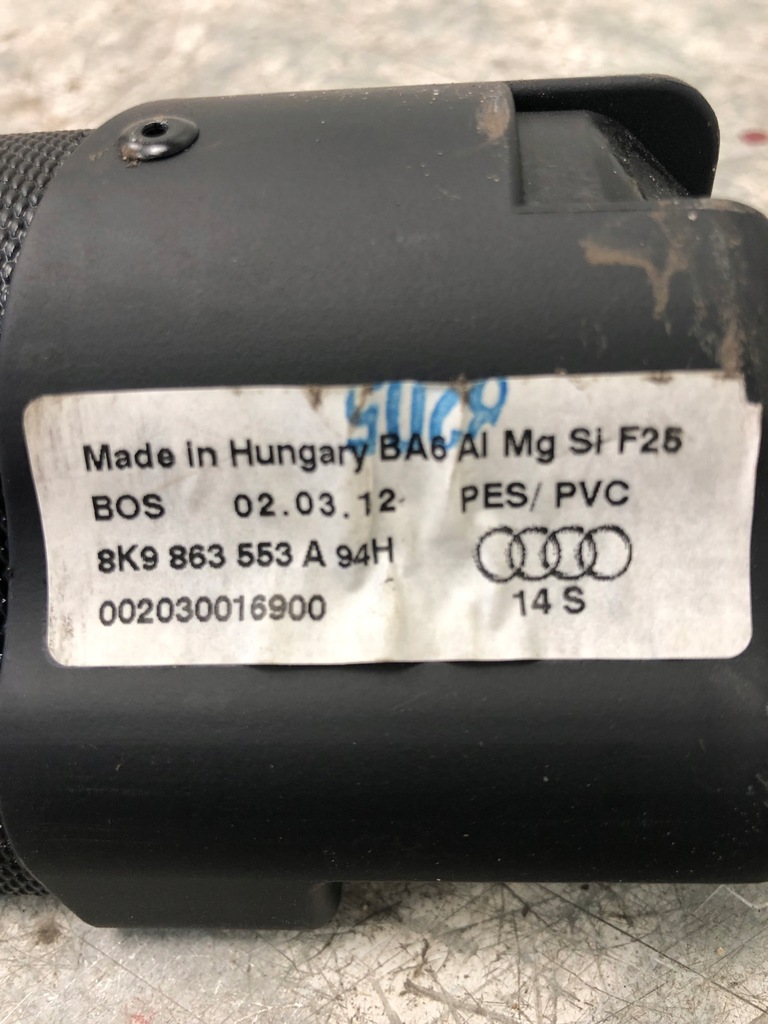 Made in Hungary BA6 Al Mg Si F25
BOS 02.03.12 PES/ PVC
8K9 863 553 A 94H
002030016900
14 S